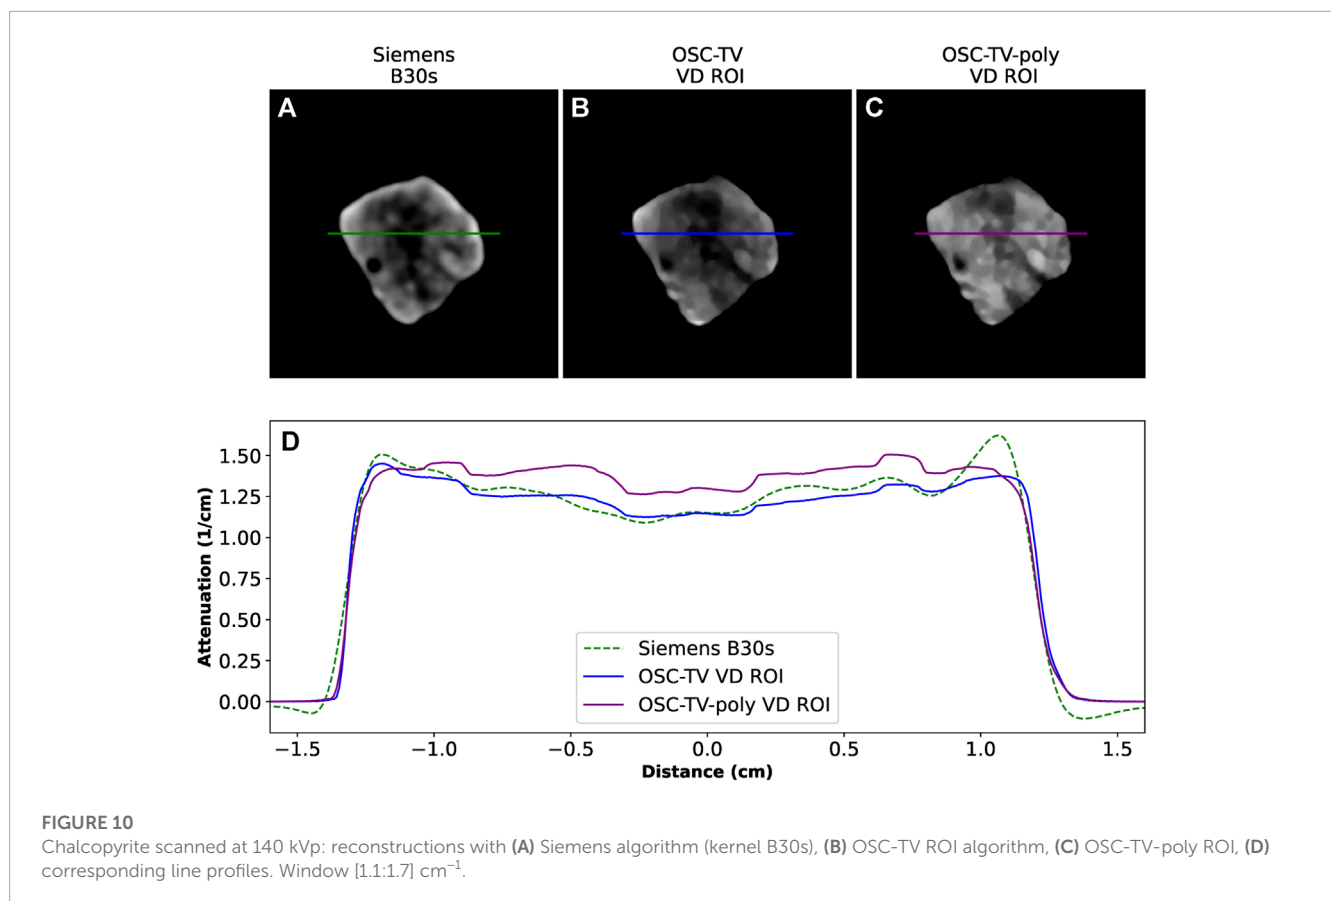 Siemens
B30s
OSC-TV
VD ROI
OSC-TV-poly
VD ROI
A
B
C
D
1.50
1.25
1.00
0.75
0.50
0.25
0.00
Attenuation (1/cm)
Siemens B30s
OSC-TV VD ROI
OSC-TV-poly VD ROI
−1.5
−1.0
−0.5
0.0
0.5
1.0
1.5
Distance (cm)
FIGURE 10
Chalcopyrite scanned at 140 kVp: reconstructions with (A) Siemens algorithm (kernel B30s), (B) OSC-TV ROI algorithm, (C) OSC-TV-poly ROI, (D)
corresponding line profiles. Window [1.1:1.7] cm⁻¹.